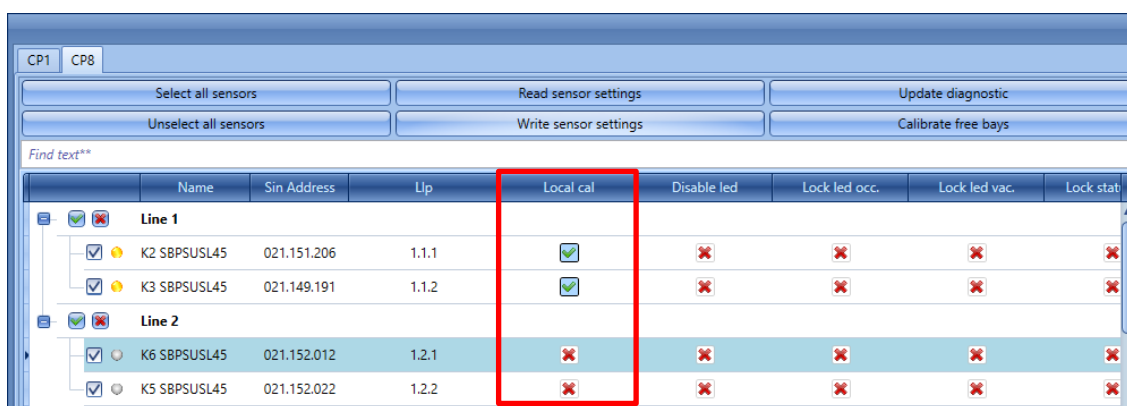 CP1 CP8
Select all sensors Read sensor settings Update diagnostic
Unselect all sensors Write sensor settings Calibrate free bays
Find text**
Name Sin Address Llp Local cal Disable led Lock led occ. Lock led vac. Lock stat
Line 1
K2 SBPSUSL45 021.151.206 1.1.1
K3 SBPSUSL45 021.149.191 1.1.2
Line 2
K6 SBPSUSL45 021.152.012 1.2.1
K5 SBPSUSL45 021.152.022 1.2.2